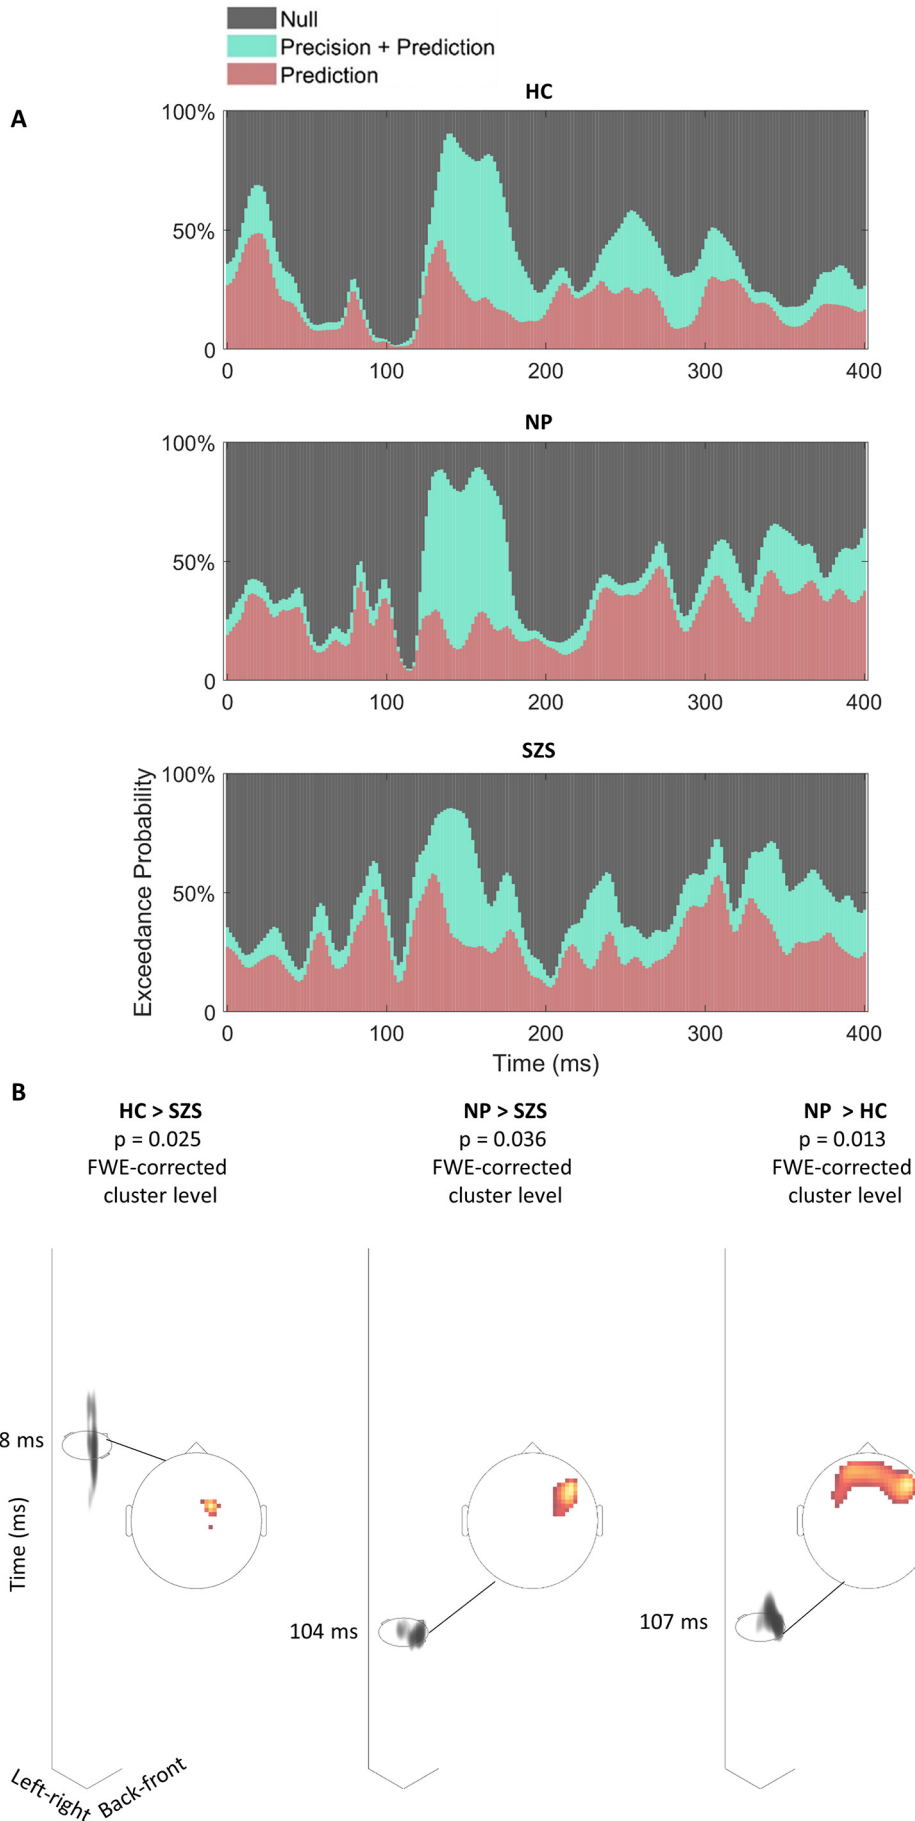 Null
Precision + Prediction
Prediction
A
HC
100%
50%
0
0 100 200 300 400
NP
100%
50%
0
0 100 200 300 400
SZS
100%
50%
0
0 100 200 300 400
Exceedance Probability
Time (ms)
B
HC > SZS
p = 0.025
FWE-corrected
cluster level
NP > SZS
p = 0.036
FWE-corrected
cluster level
NP > HC
p = 0.013
FWE-corrected
cluster level
8 ms
104 ms
107 ms
Time (ms)
Left-right
Back-front